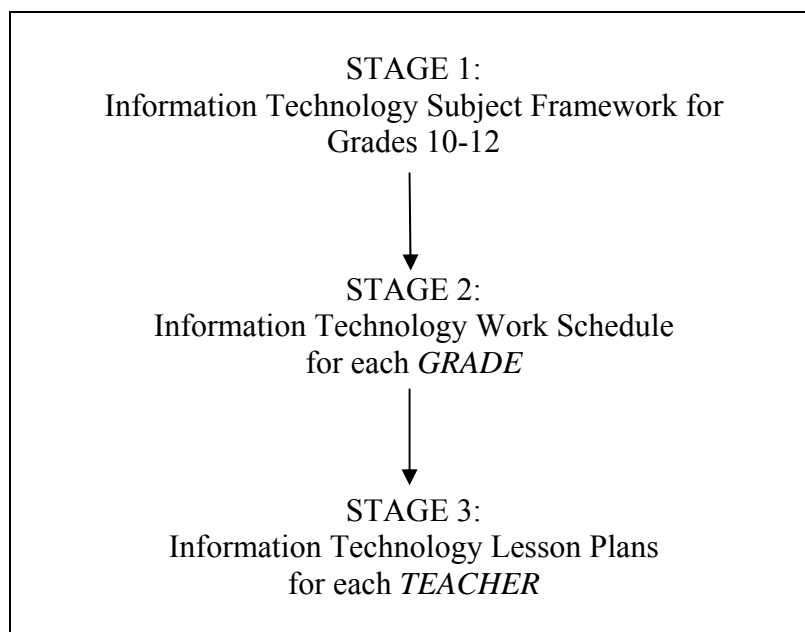 STAGE 1:
Information Technology Subject Framework for
Grades 10-12
STAGE 2:
Information Technology Work Schedule
for each GRADE
STAGE 3:
Information Technology Lesson Plans
for each TEACHER